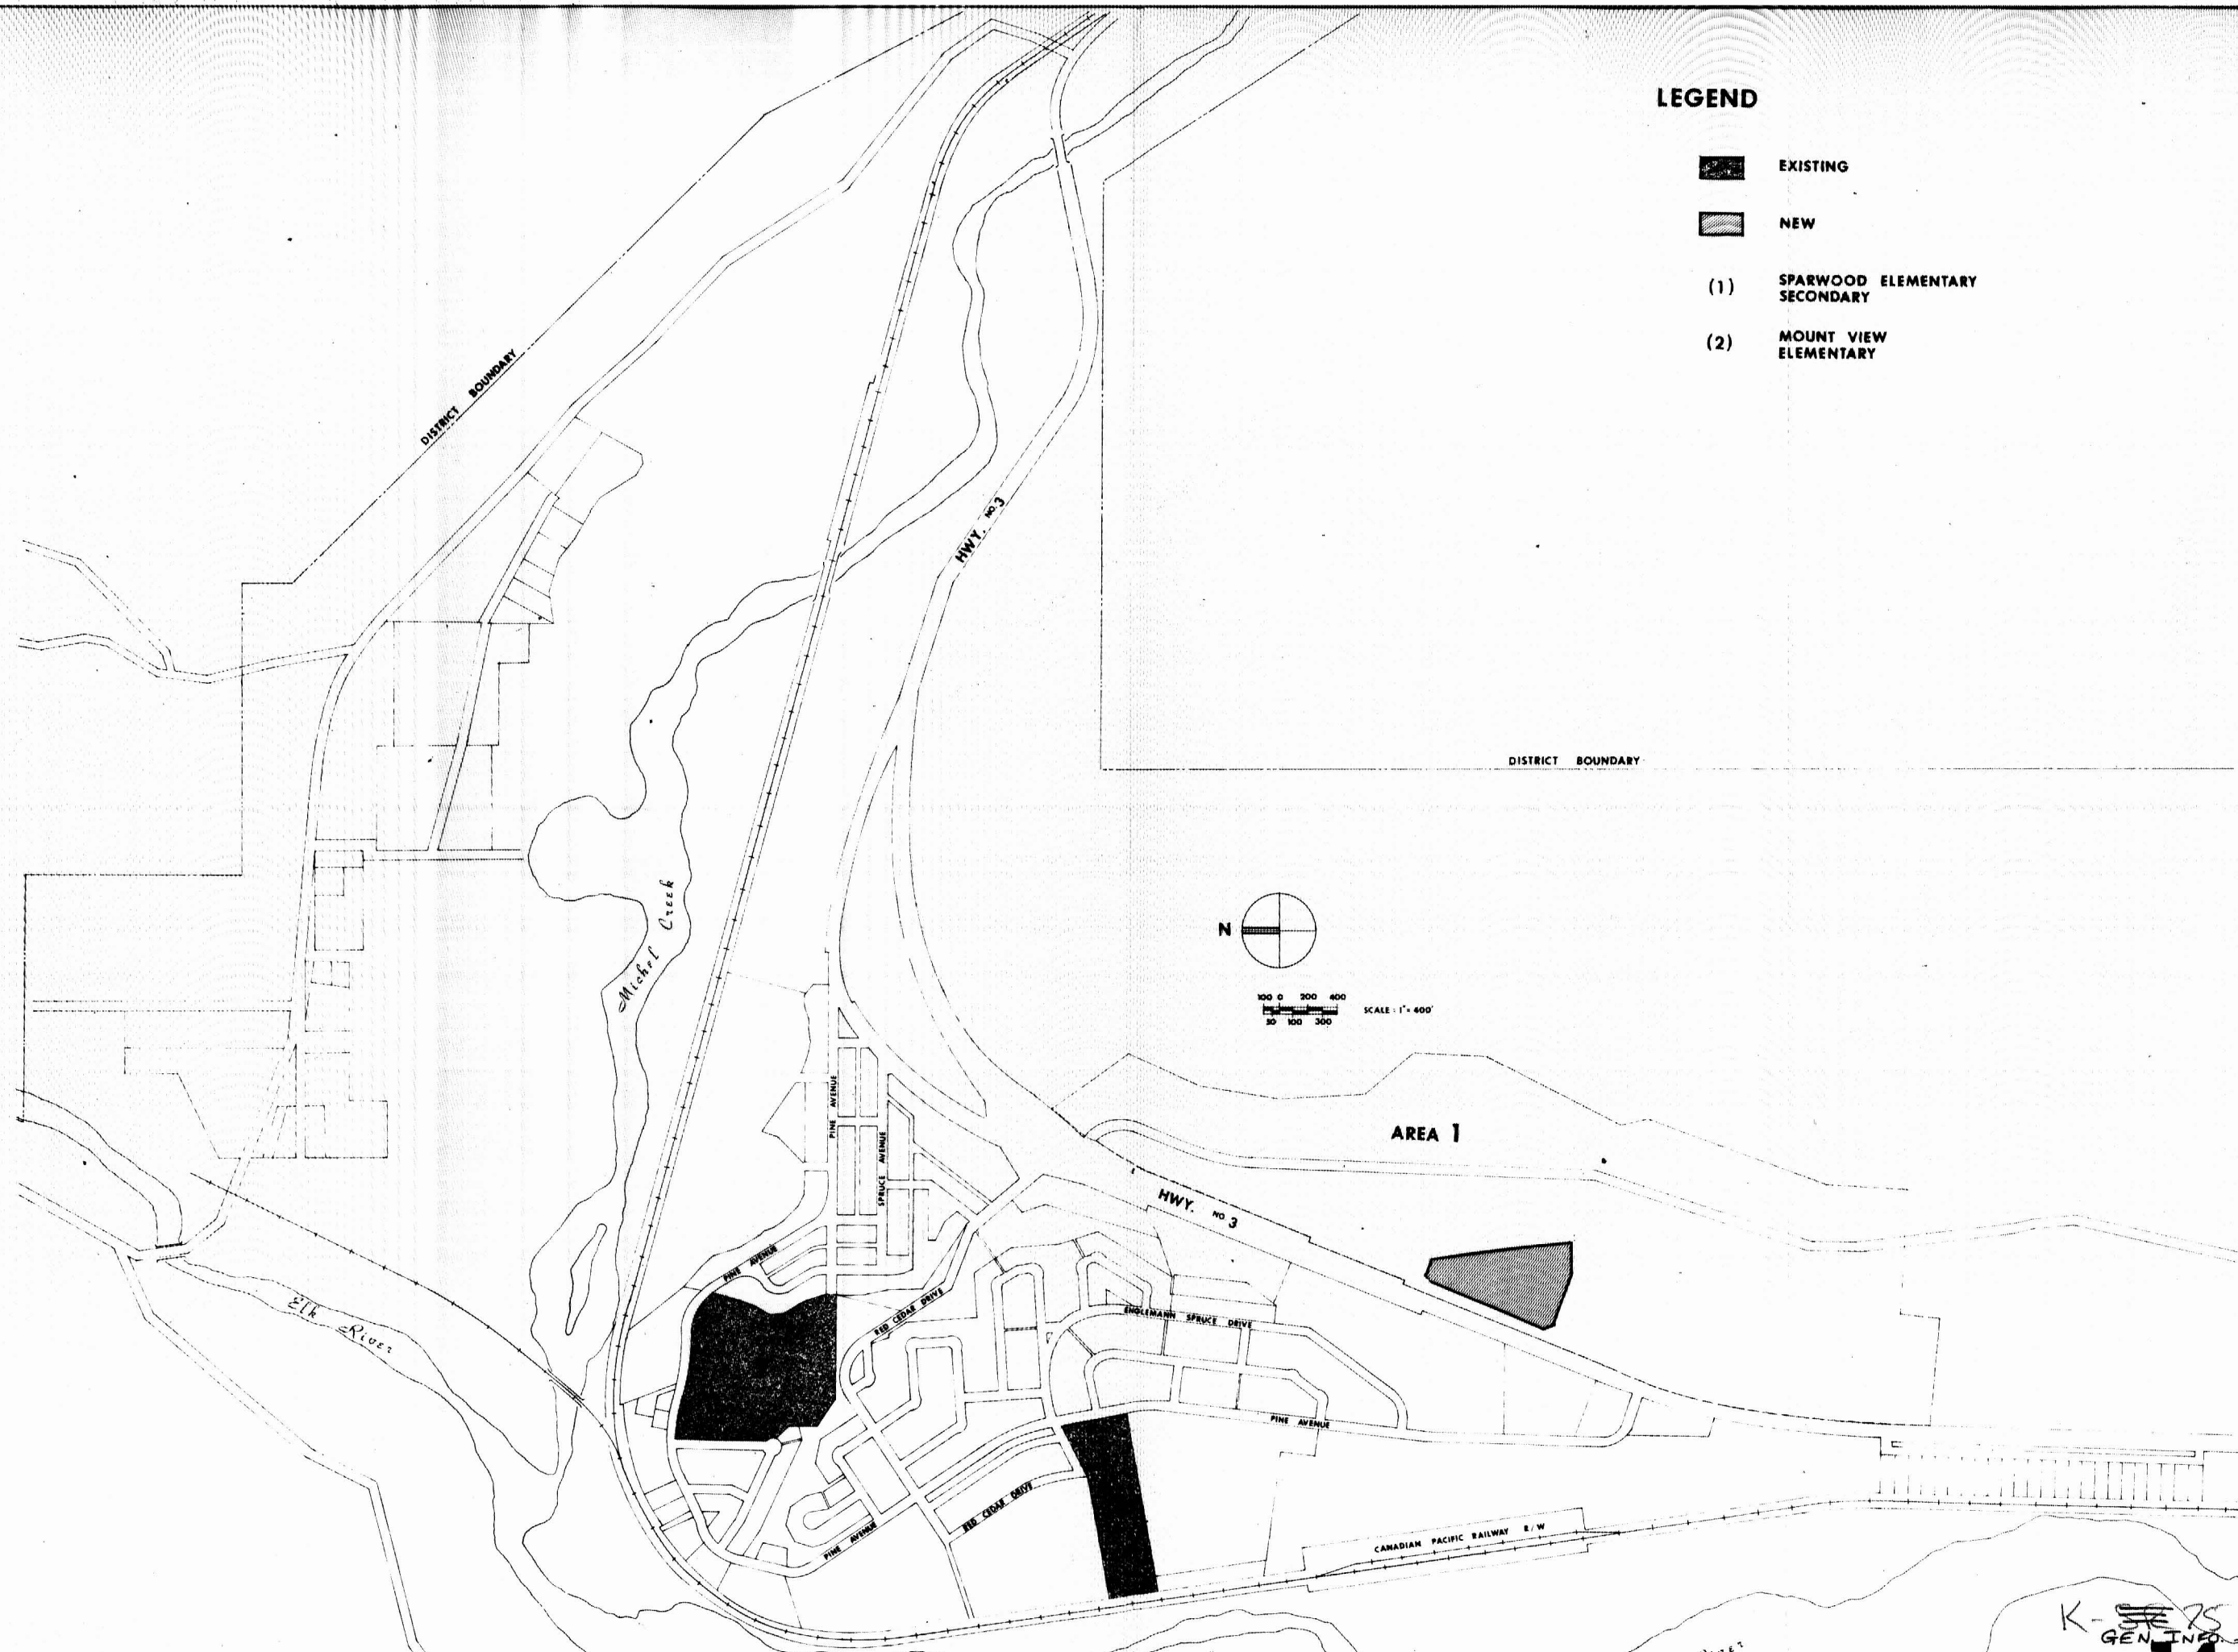 LEGEND
EXISTING
NEW
(1) SPARWOOD ELEMENTARY
SECONDARY
(2) MOUNT VIEW
ELEMENTARY
DISTRICT BOUNDARY
HWY. NO. 3
DISTRICT BOUNDARY
Michel Creek
N
100 0 200 400
50 100 300
SCALE : 1" = 400'
PINE AVENUE
SPRUCE AVENUE
AREA 1
HWY. NO 3
PINE AVENUE
Elk River
RED CEDAR DRIVE
ENGLEMANN SPRUCE DRIVE
PINE AVENUE
RED CEDAR DRIVE
PINE AVENUE
CANADIAN PACIFIC RAILWAY R/W
K - 75
GEN INFO